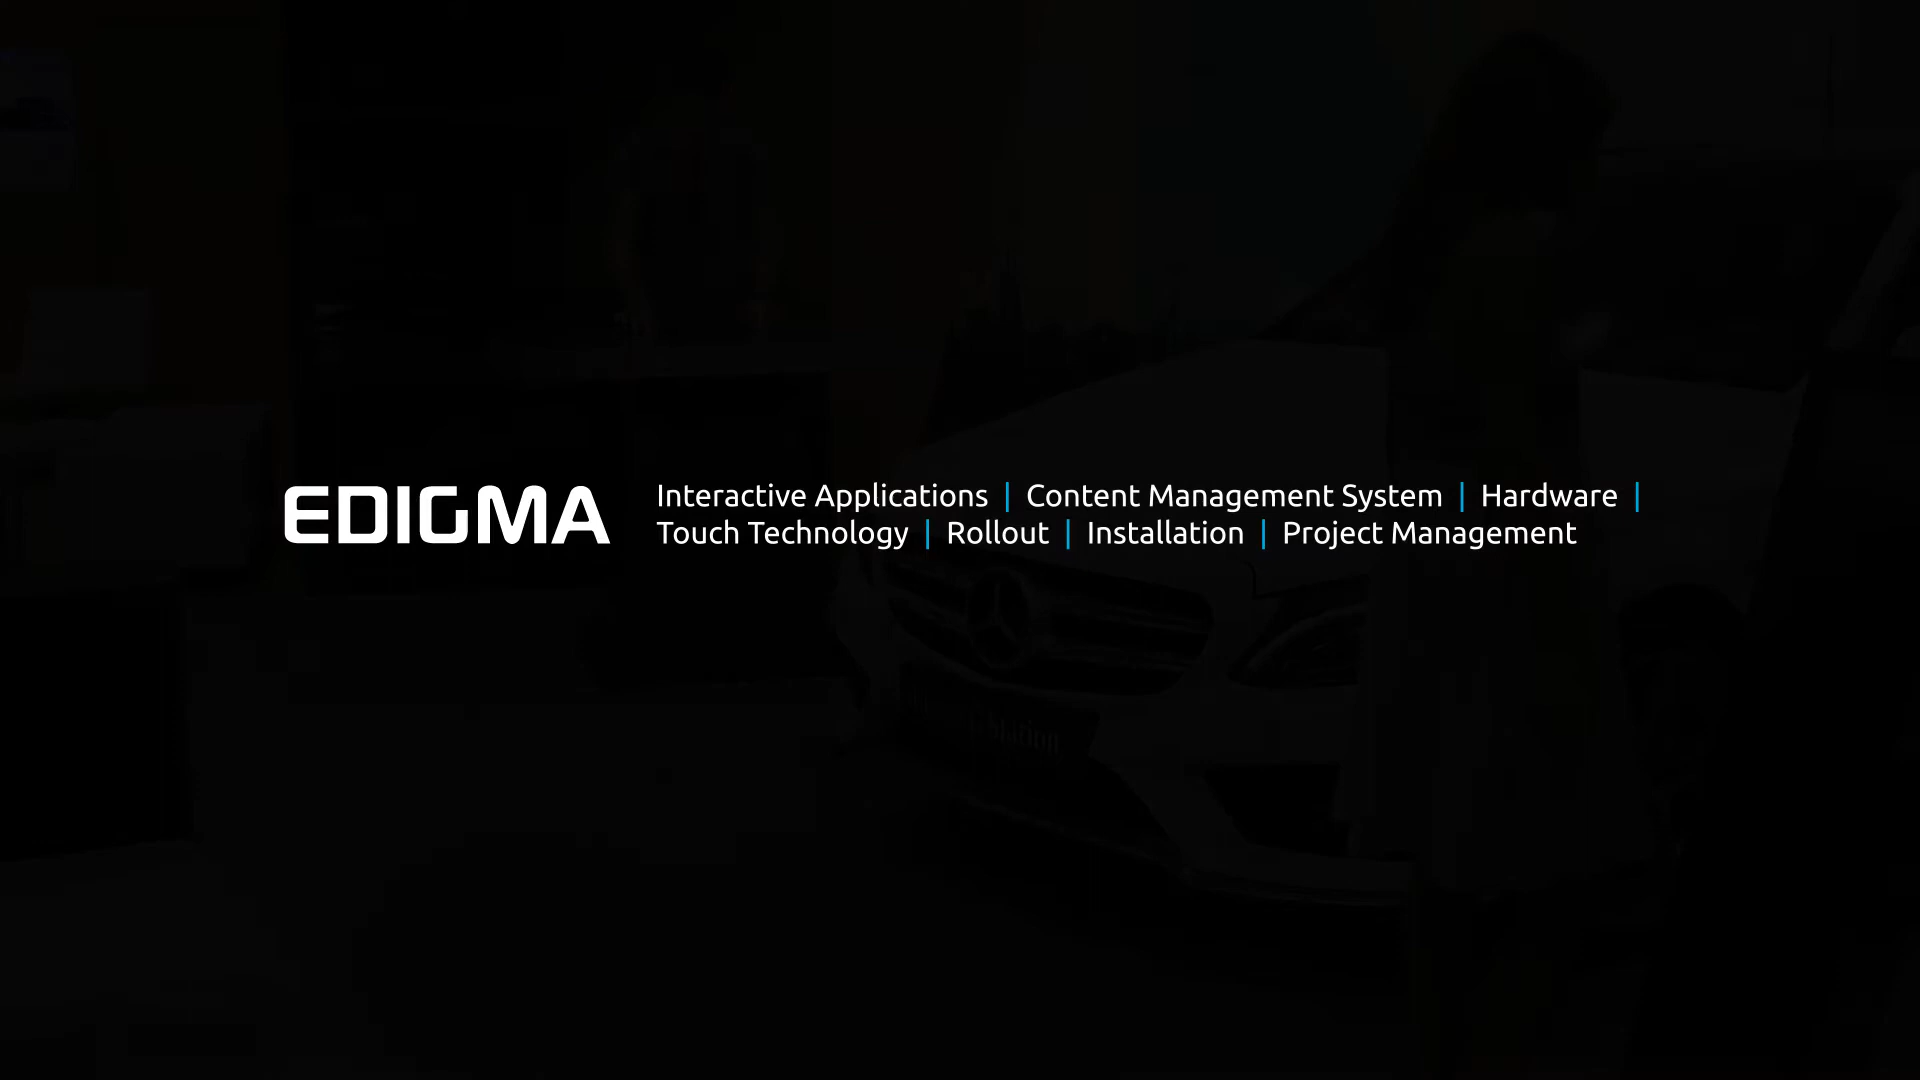 EDIGMA
Interactive Applications | Content Management System | Hardware |
Touch Technology | Rollout | Installation | Project Management